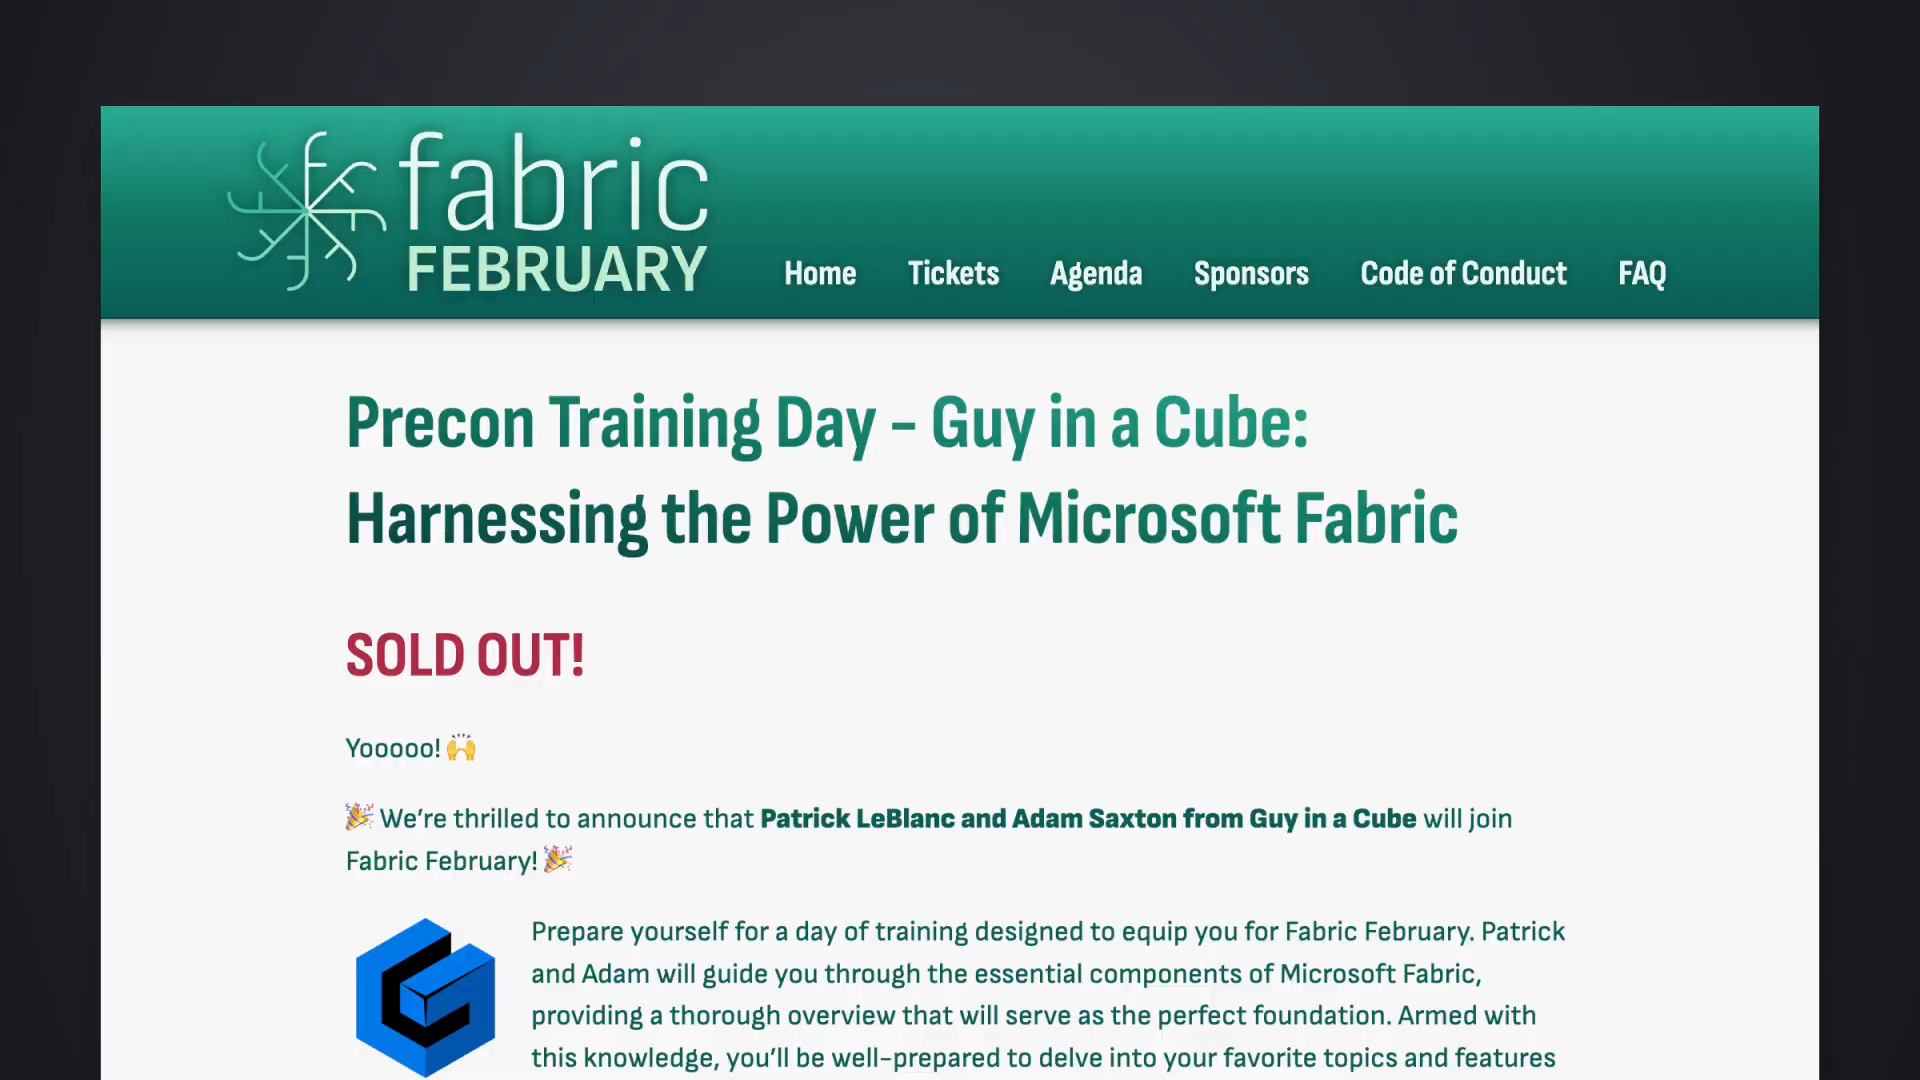 fabric
FEBRUARY
Home Tickets Agenda Sponsors Code of Conduct FAQ
Precon Training Day - Guy in a Cube:
Harnessing the Power of Microsoft Fabric
SOLD OUT!
Yooooo! 🙌
🎉 We’re thrilled to announce that Patrick LeBlanc and Adam Saxton from Guy in a Cube will join
Fabric February! 🎉
Prepare yourself for a day of training designed to equip you for Fabric February. Patrick
and Adam will guide you through the essential components of Microsoft Fabric,
providing a thorough overview that will serve as the perfect foundation. Armed with
this knowledge, you’ll be well-prepared to delve into your favorite topics and features